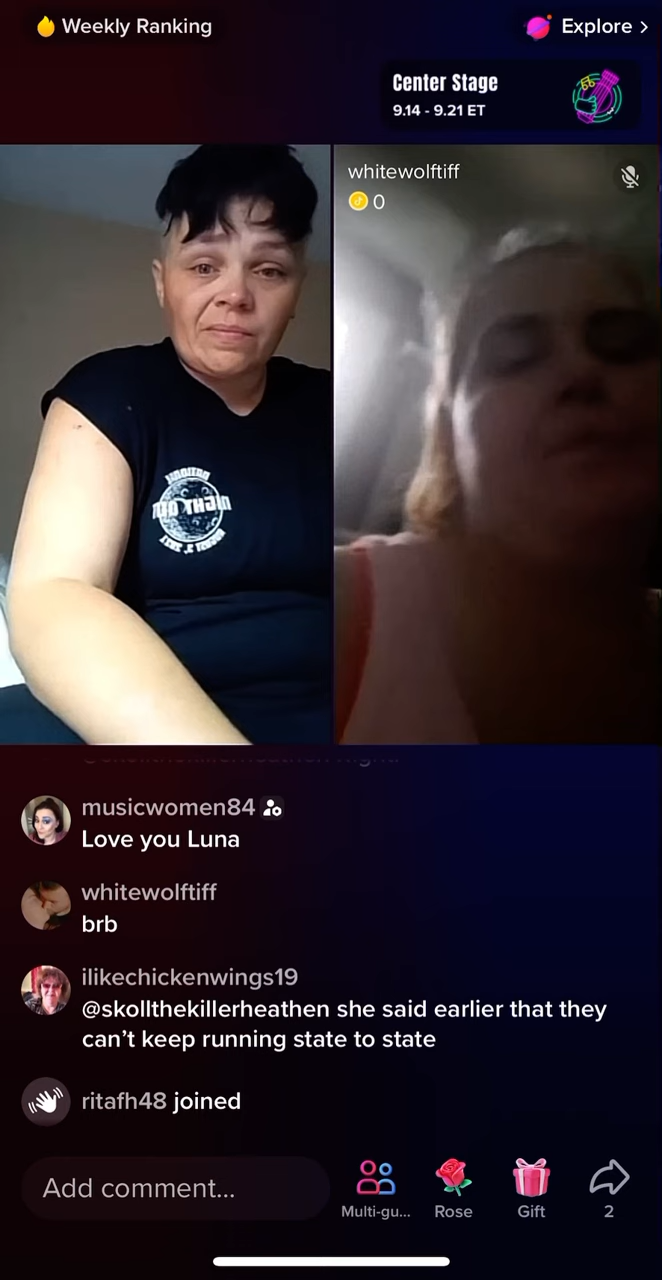 Weekly Ranking
Explore >
Center Stage
9.14 - 9.21 ET
whitewolftiff
0
musicwomen84
Love you Luna
whitewolftiff
brb
ilikechickenwings19
@skollthekillerheathen she said earlier that they
can’t keep running state to state
ritafh48 joined
Add comment...
Multi-gu...
Rose
Gift
2